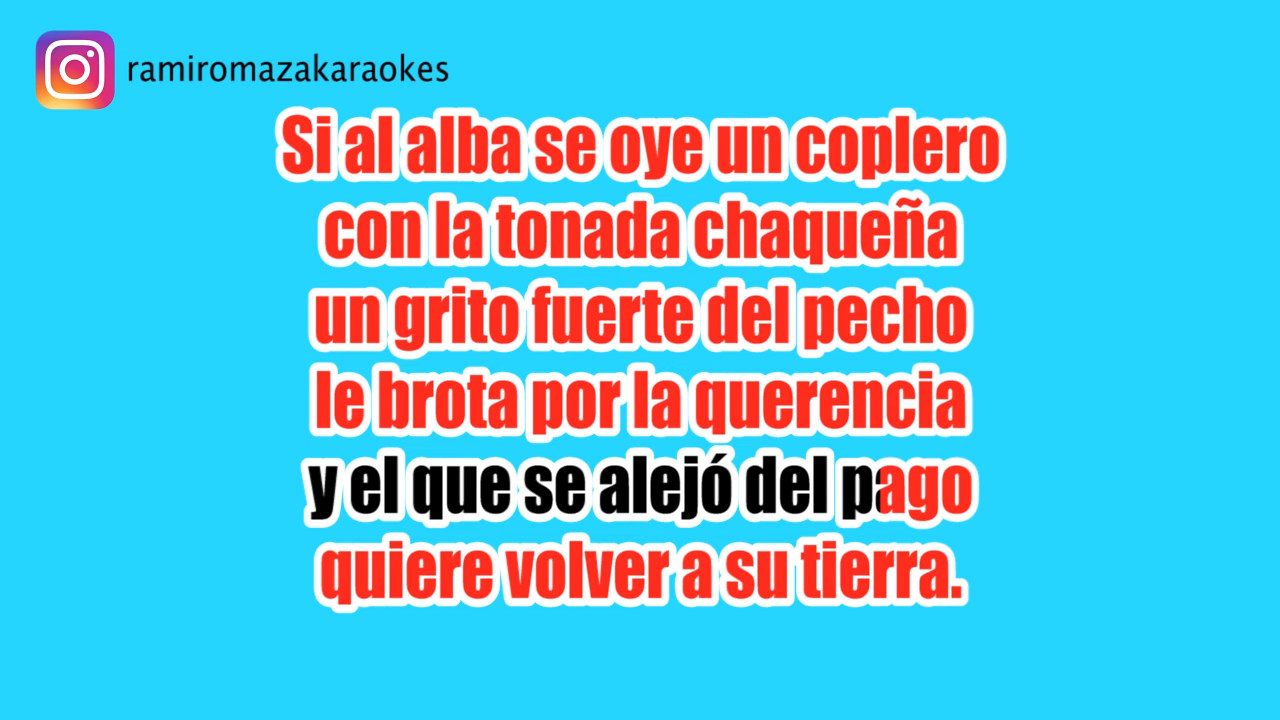 ramiromazakaraokes
Si al alba se oye un coplero
con la tonada chaqueña
un grito fuerte del pecho
le brota por la querencia
y el que se alejó del pago
quiere volver a su tierra.